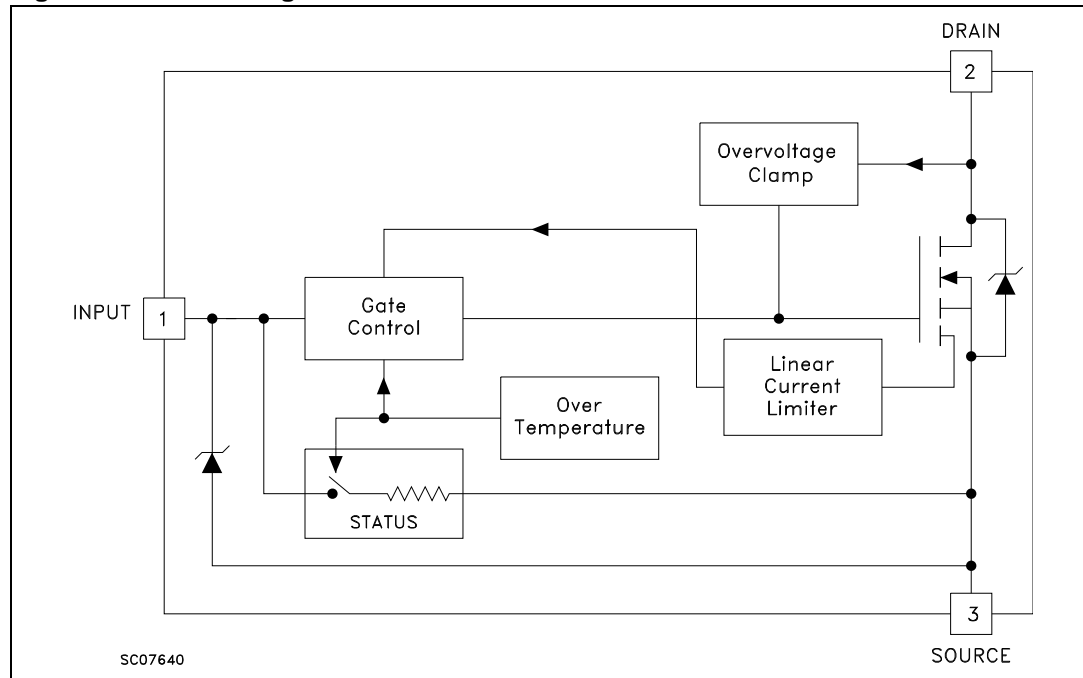 DRAIN
2
Overvoltage
Clamp
INPUT
1
Gate
Control
Linear
Current
Limiter
Over
Temperature
STATUS
3
SOURCE
SC07640